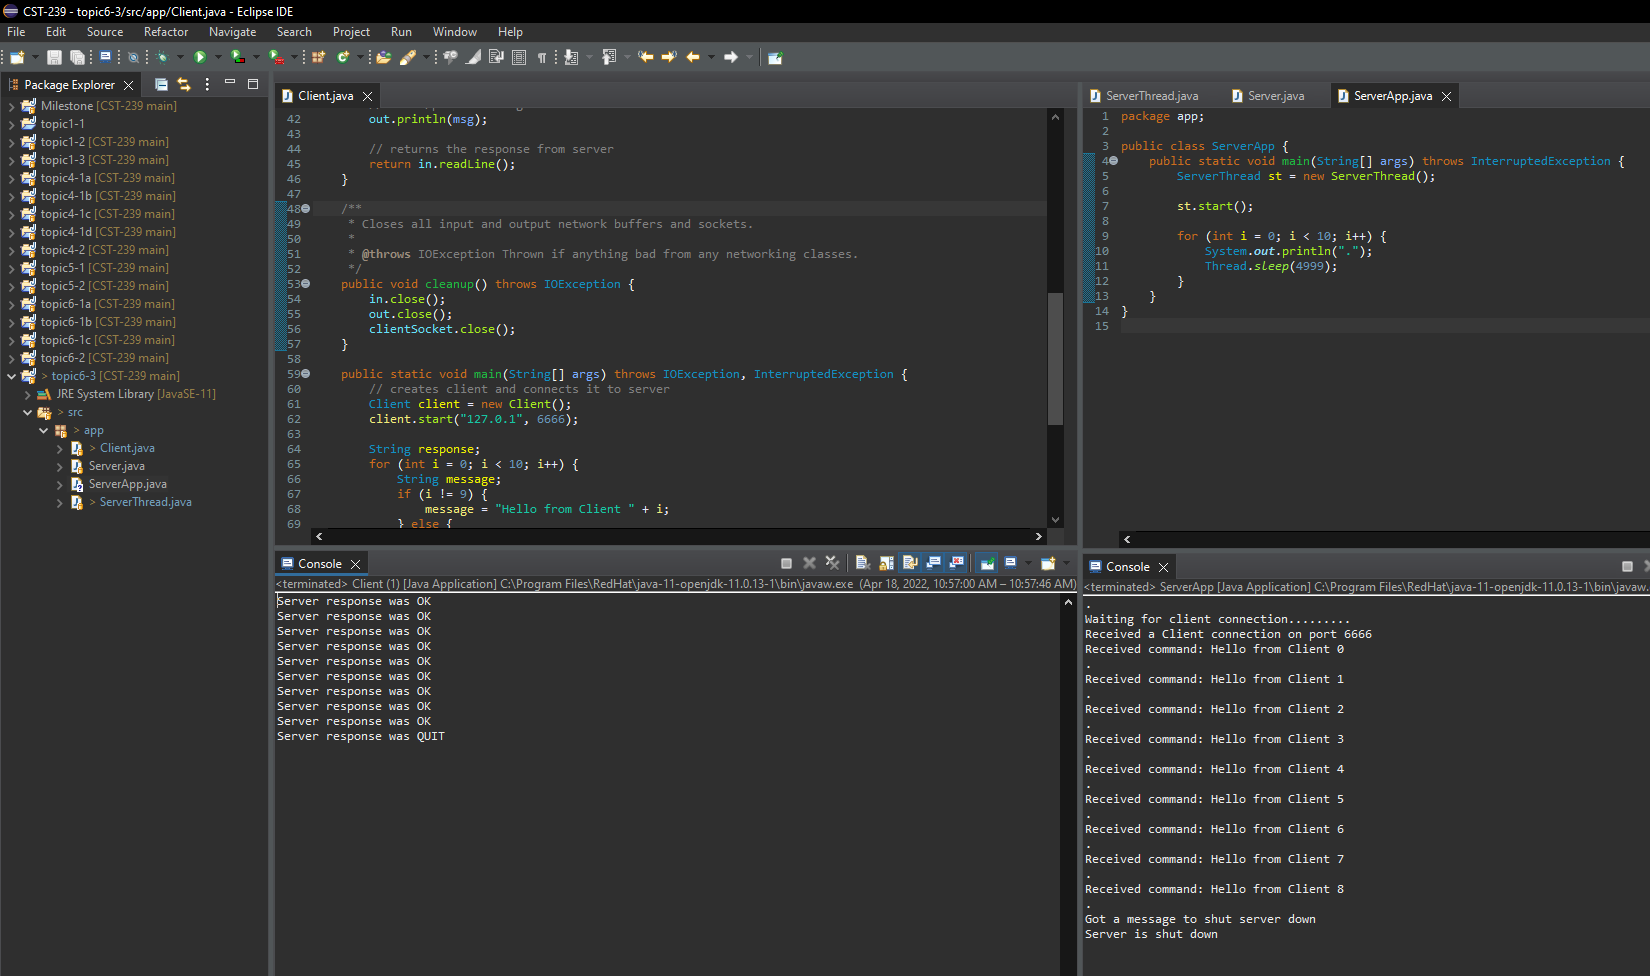 CST-239 - topic6-3/src/app/Client.java - Eclipse IDE
File Edit Source Refactor Navigate Search Project Run Window Help
Package Explorer
Milestone [CST-239 main]
topic1-1
topic1-2 [CST-239 main]
topic1-3 [CST-239 main]
topic4-1a [CST-239 main]
topic4-1b [CST-239 main]
topic4-1c [CST-239 main]
topic4-1d [CST-239 main]
topic4-2 [CST-239 main]
topic5-1 [CST-239 main]
topic5-2 [CST-239 main]
topic6-1a [CST-239 main]
topic6-1b [CST-239 main]
topic6-1c [CST-239 main]
topic6-2 [CST-239 main]
> topic6-3 [CST-239 main]
JRE System Library [JavaSE-11]
> src
> app
> Client.java
Server.java
ServerApp.java
> ServerThread.java
Client.java
42 out.println(msg);
43
44 // returns the response from server
45 return in.readLine();
46 }
47
48 /**
49 * Closes all input and output network buffers and sockets.
50 *
51 * @throws IOException Thrown if anything bad from any networking classes.
52 */
53 public void cleanup() throws IOException {
54 in.close();
55 out.close();
56 clientSocket.close();
57 }
58
59 public static void main(String[] args) throws IOException, InterruptedException {
60 // creates client and connects it to server
61 Client client = new Client();
62 client.start("127.0.1", 6666);
63
64 String response;
65 for (int i = 0; i < 10; i++) {
66 String message;
67 if (i != 9) {
68 message = "Hello from Client " + i;
69 } else {
ServerThread.java Server.java ServerApp.java
1 package app;
2
3 public class ServerApp {
4 public static void main(String[] args) throws InterruptedException {
5 ServerThread st = new ServerThread();
6
7 st.start();
8
9 for (int i = 0; i < 10; i++) {
10 System.out.println(".");
11 Thread.sleep(4999);
12 }
13 }
14 }
15
Console
<terminated> Client (1) [Java Application] C:\Program Files\RedHat\java-11-openjdk-11.0.13-1\bin\javaw.exe (Apr 18, 2022, 10:57:00 AM – 10:57:46 AM)
Server response was OK
Server response was OK
Server response was OK
Server response was OK
Server response was OK
Server response was OK
Server response was OK
Server response was OK
Server response was OK
Server response was QUIT
Console
<terminated> ServerApp [Java Application] C:\Program Files\RedHat\java-11-openjdk-11.0.13-1\bin\javaw.
.
Waiting for client connection.........
Received a Client connection on port 6666
Received command: Hello from Client 0
.
Received command: Hello from Client 1
.
Received command: Hello from Client 2
.
Received command: Hello from Client 3
.
Received command: Hello from Client 4
.
Received command: Hello from Client 5
.
Received command: Hello from Client 6
.
Received command: Hello from Client 7
.
Received command: Hello from Client 8
.
Got a message to shut server down
Server is shut down